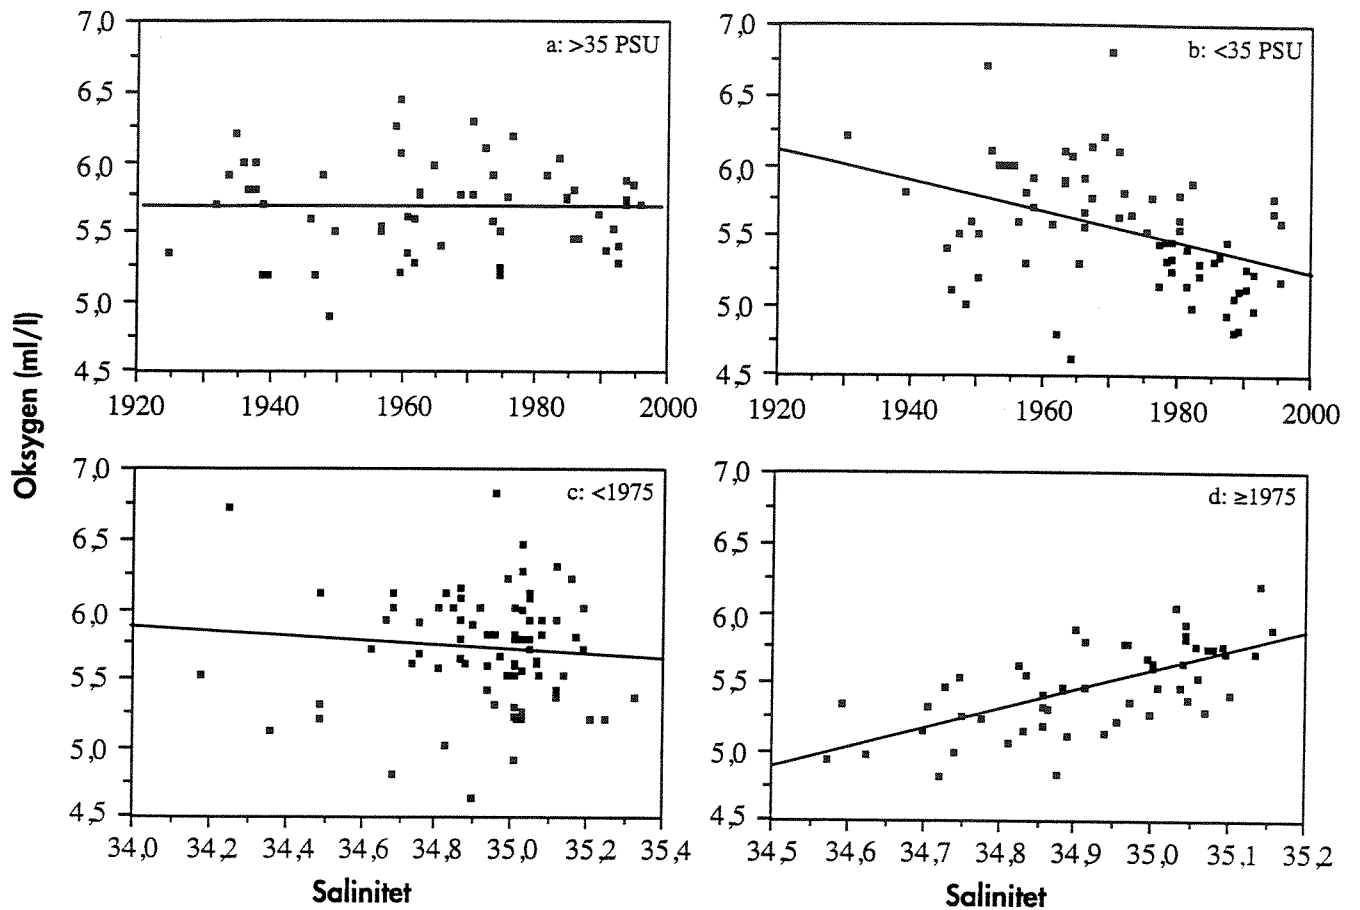 7,0
6,5
6,0
5,5
5,0
4,5
a: >35 PSU
1920 1940 1960 1980 2000
7,0
6,5
6,0
5,5
5,0
4,5
b: <35 PSU
1920 1940 1960 1980 2000
Oksygen (ml/l)
7,0
6,5
6,0
5,5
5,0
4,5
c: <1975
34,0 34,2 34,4 34,6 34,8 35,0 35,2 35,4
Salinitet
7,0
6,5
6,0
5,5
5,0
4,5
d: ≥1975
34,5 34,6 34,7 34,8 34,9 35,0 35,1 35,2
Salinitet